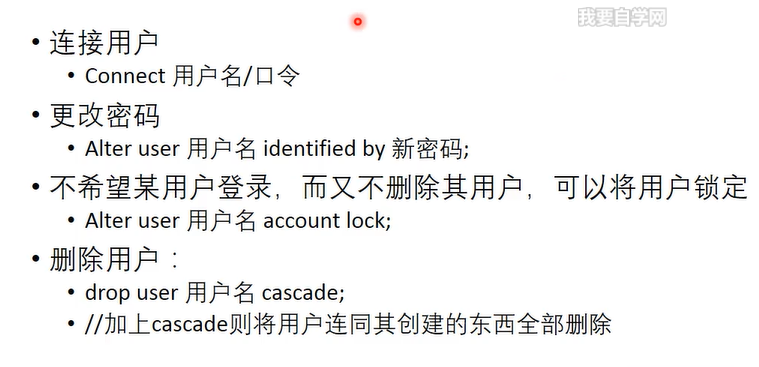 我要自学网
• 连接用户
• Connect 用户名/口令
• 更改密码
• Alter user 用户名 identified by 新密码;
• 不希望某用户登录，而又不删除其用户，可以将用户锁定
• Alter user 用户名 account lock;
• 删除用户：
• drop user 用户名 cascade;
• //加上cascade则将用户连同其创建的东西全部删除